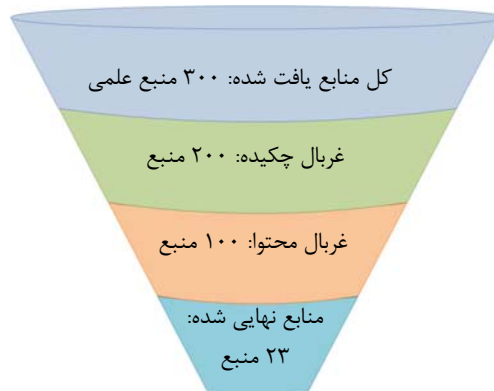 کل منابع یافت شده: ۳۰۰ منبع علمی
غربال چکیده: ۲۰۰ منبع
غربال محتوا: ۱۰۰ منبع
منابع نهایی شده:
۲۳ منبع